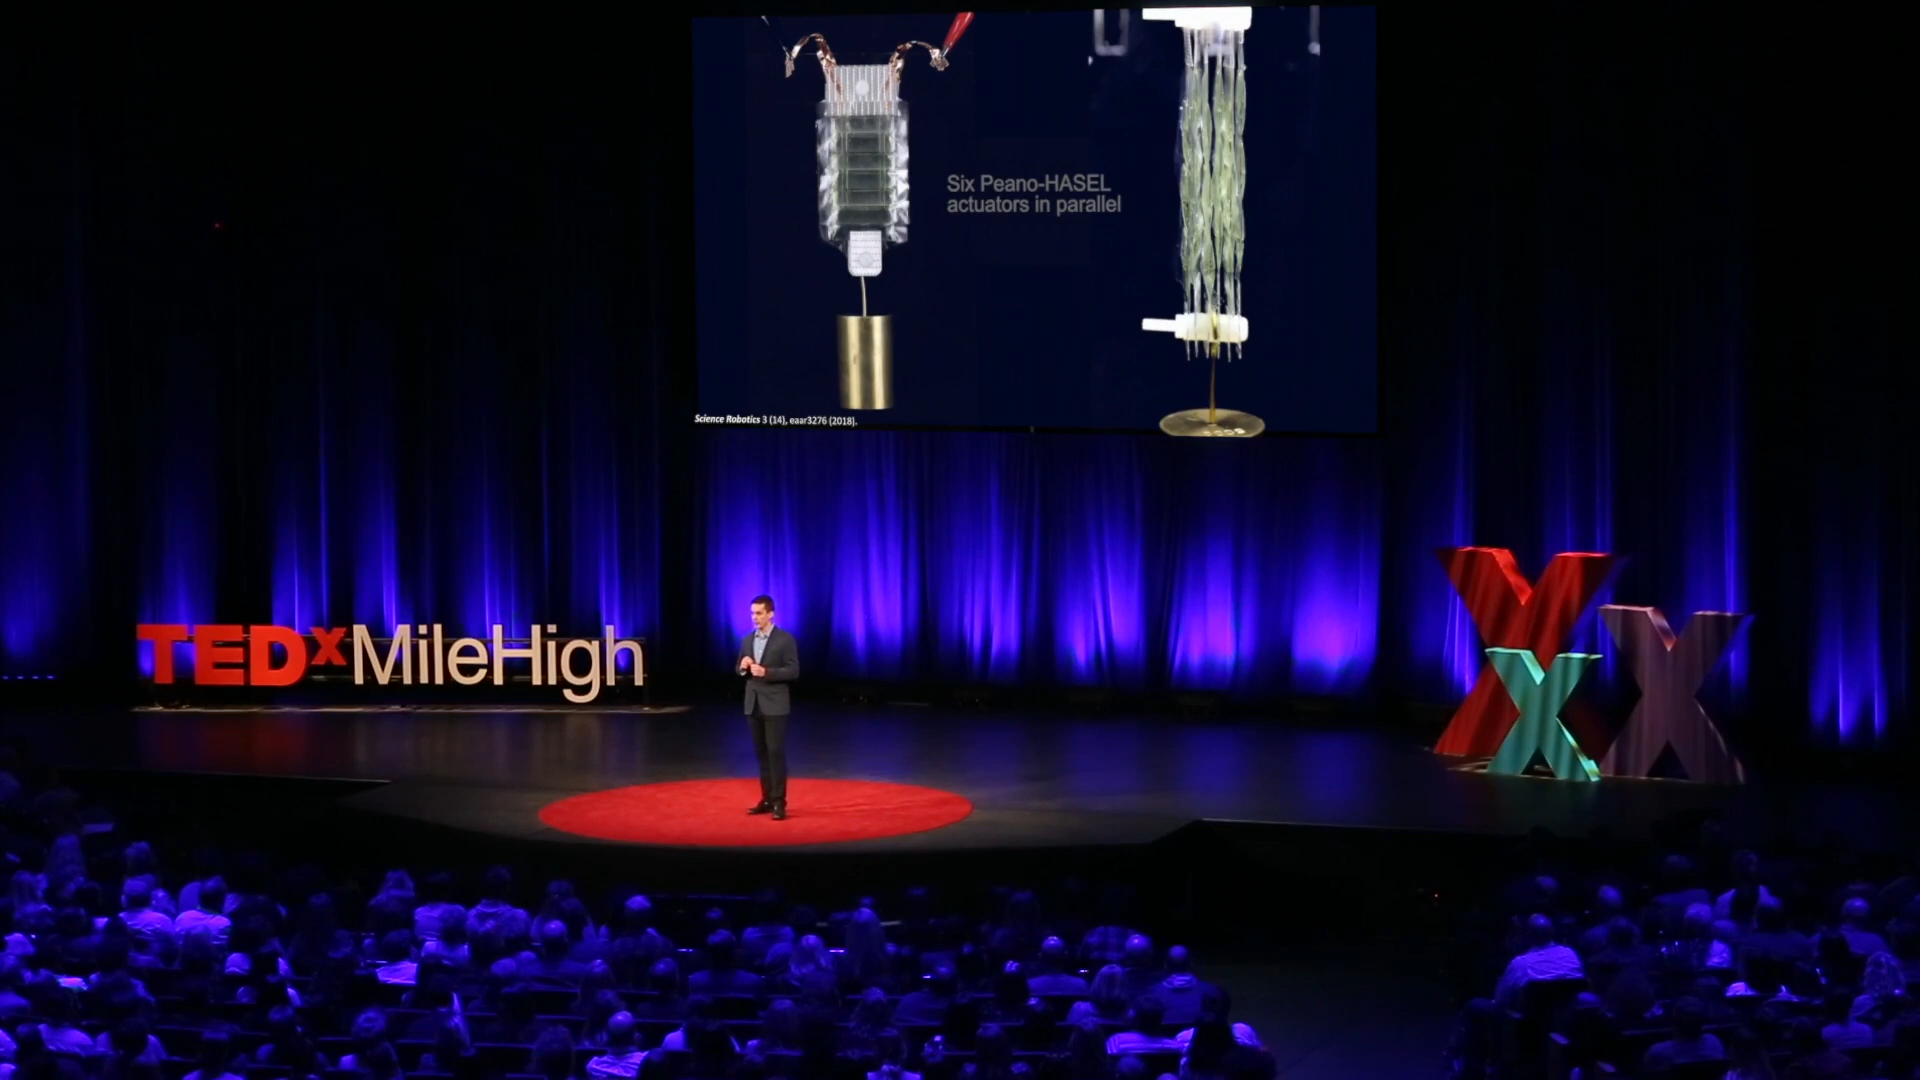 Six Peano-HASEL
actuators in parallel
Science Robotics 3 (14), eaar3276 (2018).
TEDxMileHigh
X
X
X